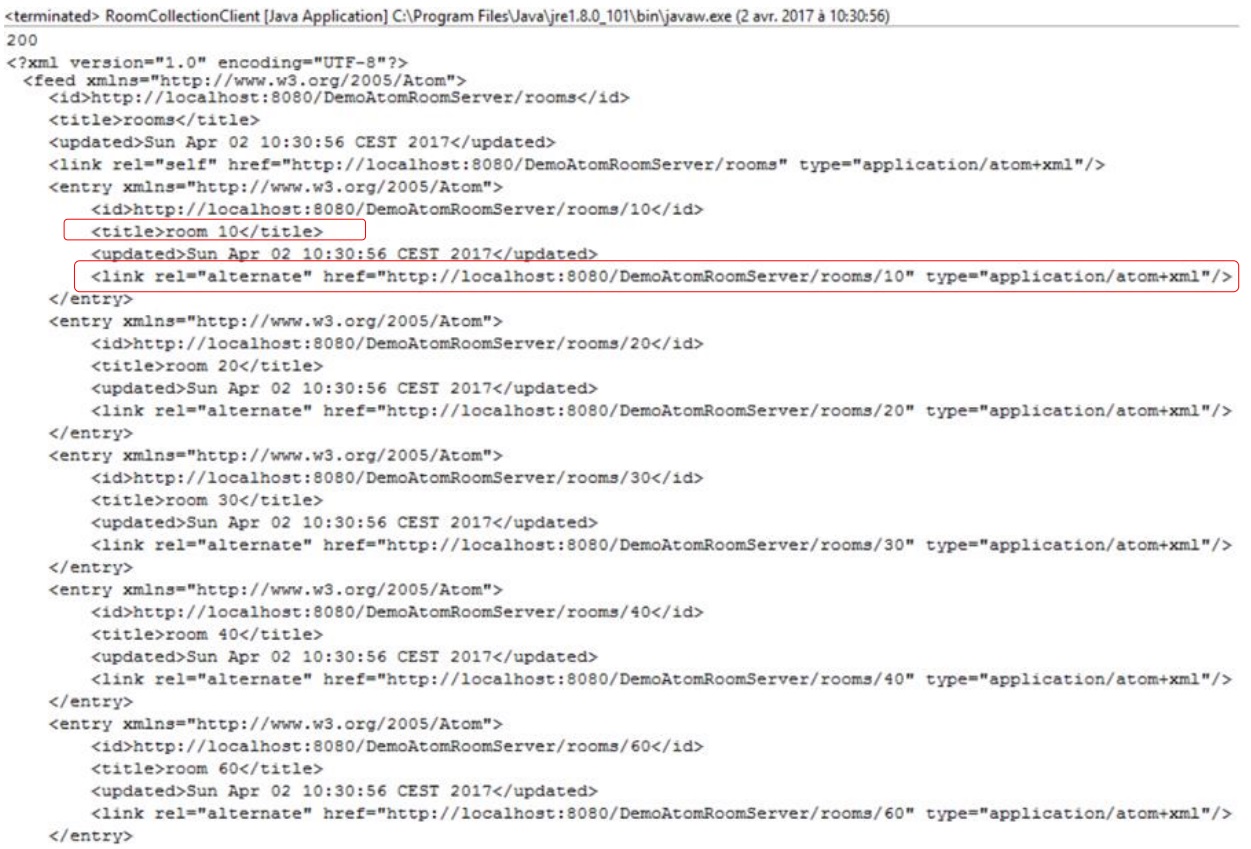 <terminated> RoomCollectionClient [Java Application] C:\Program Files\Java\jre1.8.0_101\bin\javaw.exe (2 avr. 2017 à 10:30:56)
200
<?xml version="1.0" encoding="UTF-8"?>
<feed xmlns="http://www.w3.org/2005/Atom">
<id>http://localhost:8080/DemoAtomRoomServer/rooms</id>
<title>rooms</title>
<updated>Sun Apr 02 10:30:56 CEST 2017</updated>
<link rel="self" href="http://localhost:8080/DemoAtomRoomServer/rooms" type="application/atom+xml"/>
<entry xmlns="http://www.w3.org/2005/Atom">
<id>http://localhost:8080/DemoAtomRoomServer/rooms/10</id>
<title>room 10</title>
<updated>Sun Apr 02 10:30:56 CEST 2017</updated>
<link rel="alternate" href="http://localhost:8080/DemoAtomRoomServer/rooms/10" type="application/atom+xml"/>
</entry>
<entry xmlns="http://www.w3.org/2005/Atom">
<id>http://localhost:8080/DemoAtomRoomServer/rooms/20</id>
<title>room 20</title>
<updated>Sun Apr 02 10:30:56 CEST 2017</updated>
<link rel="alternate" href="http://localhost:8080/DemoAtomRoomServer/rooms/20" type="application/atom+xml"/>
</entry>
<entry xmlns="http://www.w3.org/2005/Atom">
<id>http://localhost:8080/DemoAtomRoomServer/rooms/30</id>
<title>room 30</title>
<updated>Sun Apr 02 10:30:56 CEST 2017</updated>
<link rel="alternate" href="http://localhost:8080/DemoAtomRoomServer/rooms/30" type="application/atom+xml"/>
</entry>
<entry xmlns="http://www.w3.org/2005/Atom">
<id>http://localhost:8080/DemoAtomRoomServer/rooms/40</id>
<title>room 40</title>
<updated>Sun Apr 02 10:30:56 CEST 2017</updated>
<link rel="alternate" href="http://localhost:8080/DemoAtomRoomServer/rooms/40" type="application/atom+xml"/>
</entry>
<entry xmlns="http://www.w3.org/2005/Atom">
<id>http://localhost:8080/DemoAtomRoomServer/rooms/60</id>
<title>room 60</title>
<updated>Sun Apr 02 10:30:56 CEST 2017</updated>
<link rel="alternate" href="http://localhost:8080/DemoAtomRoomServer/rooms/60" type="application/atom+xml"/>
</entry>